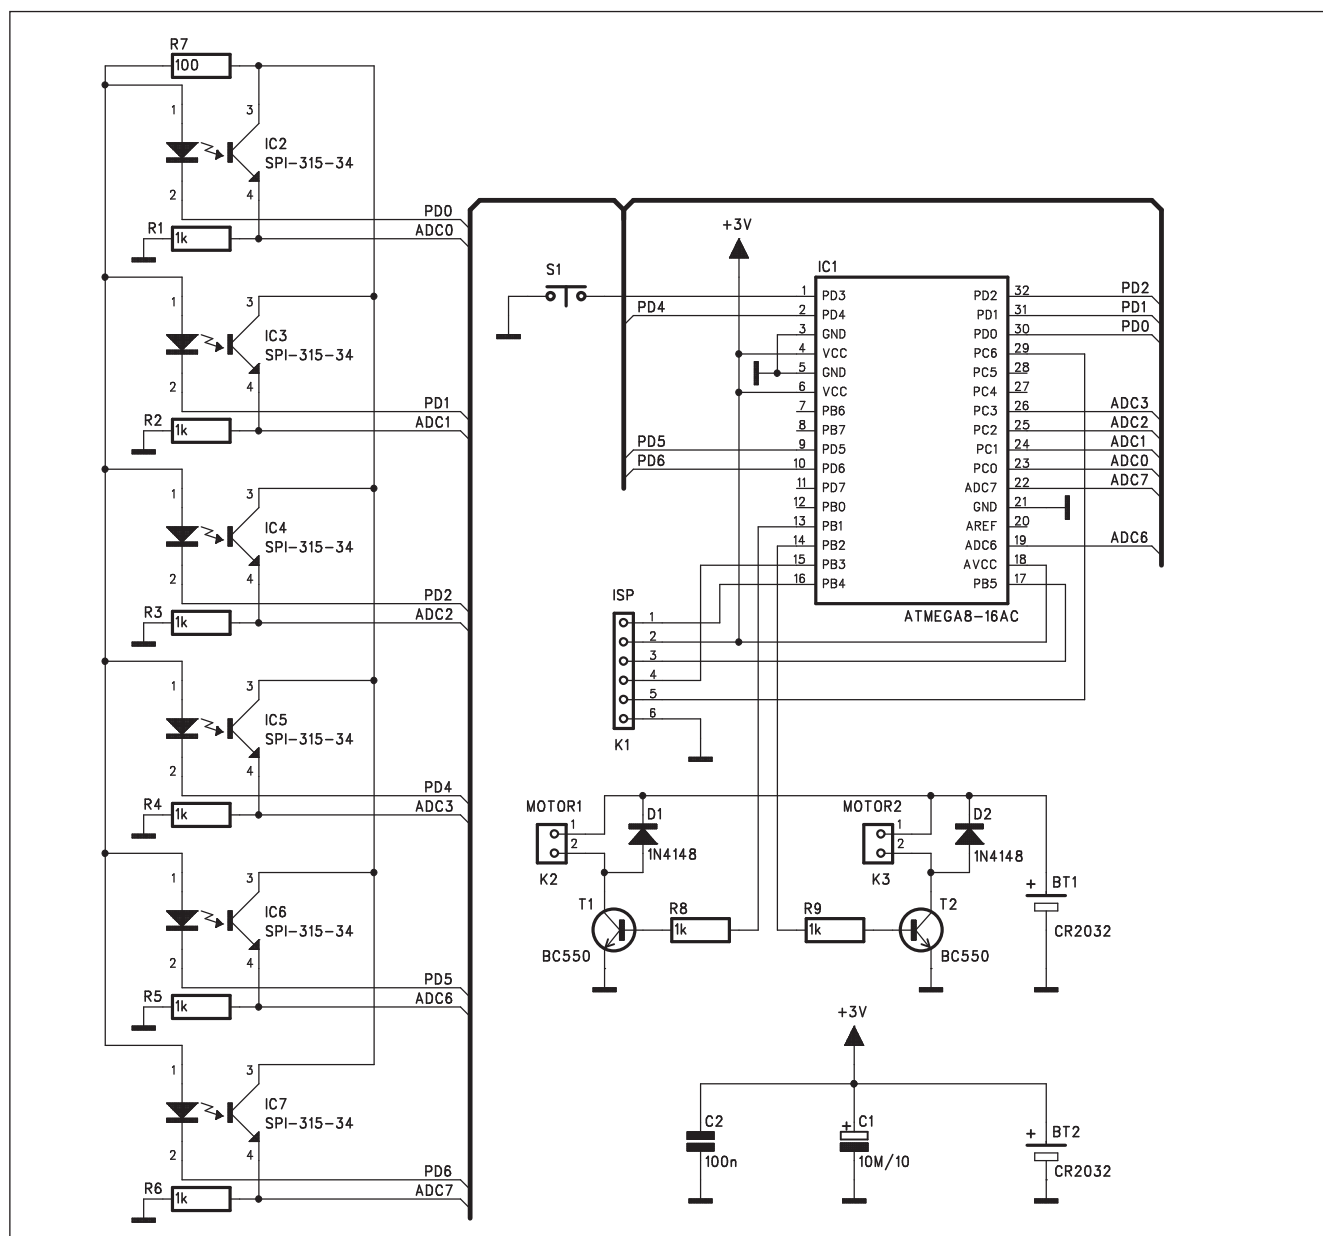 R7
100
1
3
IC2
SPI-315-34
2
4
PD0
R1
1k
ADC0
1
3
IC3
SPI-315-34
2
4
PD1
R2
1k
ADC1
1
3
IC4
SPI-315-34
2
4
PD2
R3
1k
ADC2
1
3
IC5
SPI-315-34
2
4
PD4
R4
1k
ADC3
1
3
IC6
SPI-315-34
2
4
PD5
R5
1k
ADC6
1
3
IC7
SPI-315-34
2
4
PD6
R6
1k
ADC7
+3V
S1
IC1
1 PD3 PD2 32 PD2
PD4 2 PD4 PD1 31 PD1
3 GND PD0 30 PD0
4 VCC PC6 29
5 GND PC5 28
6 VCC PC4 27
7 PB6 PC3 26 ADC3
8 PB7 PC2 25 ADC2
PD5 9 PD5 PC1 24 ADC1
PD6 10 PD6 PC0 23 ADC0
11 PD7 ADC7 22 ADC7
12 PB0 GND 21
13 PB1 AREF 20
14 PB2 ADC6 19 ADC6
15 PB3 AVCC 18
16 PB4 PB5 17
ATMEGA8-16AC
ISP
1
2
3
4
5
6
K1
MOTOR1
1
2
K2
D1
1N4148
T1
BC550
R8
1k
MOTOR2
1
2
K3
D2
1N4148
R9
1k
T2
BC550
+
BT1
CR2032
+3V
C2
100n
+
C1
10M/10
+
BT2
CR2032